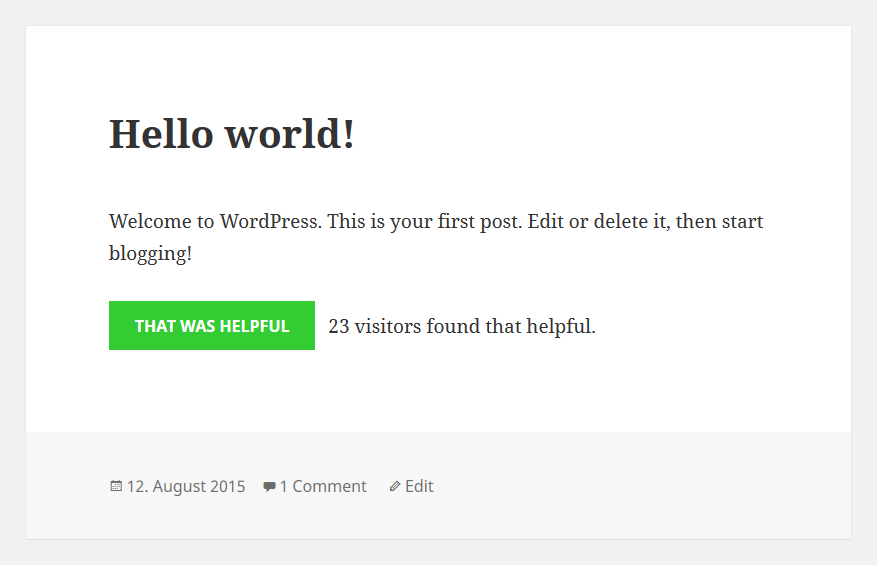 Hello world!
Welcome to WordPress. This is your first post. Edit or delete it, then start
blogging!
THAT WAS HELPFUL 23 visitors found that helpful.
12. August 2015 1 Comment Edit